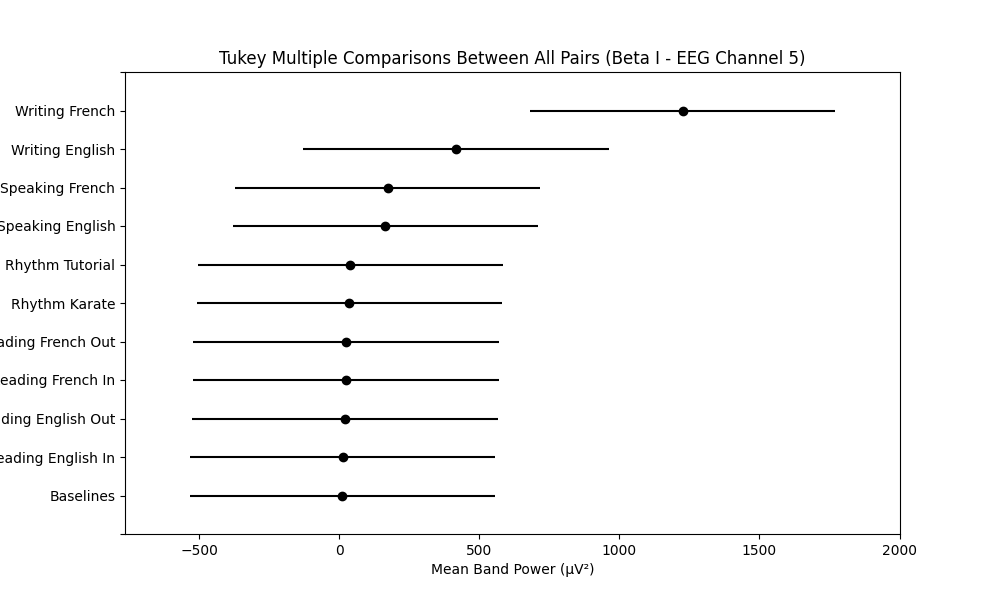 Tukey Multiple Comparisons Between All Pairs (Beta I - EEG Channel 5)
Writing French
Writing English
Speaking French
Speaking English
Rhythm Tutorial
Rhythm Karate
ading French Out
eading French In
ding English Out
eading English In
Baselines
−500 0 500 1000 1500 2000
Mean Band Power (µV²)